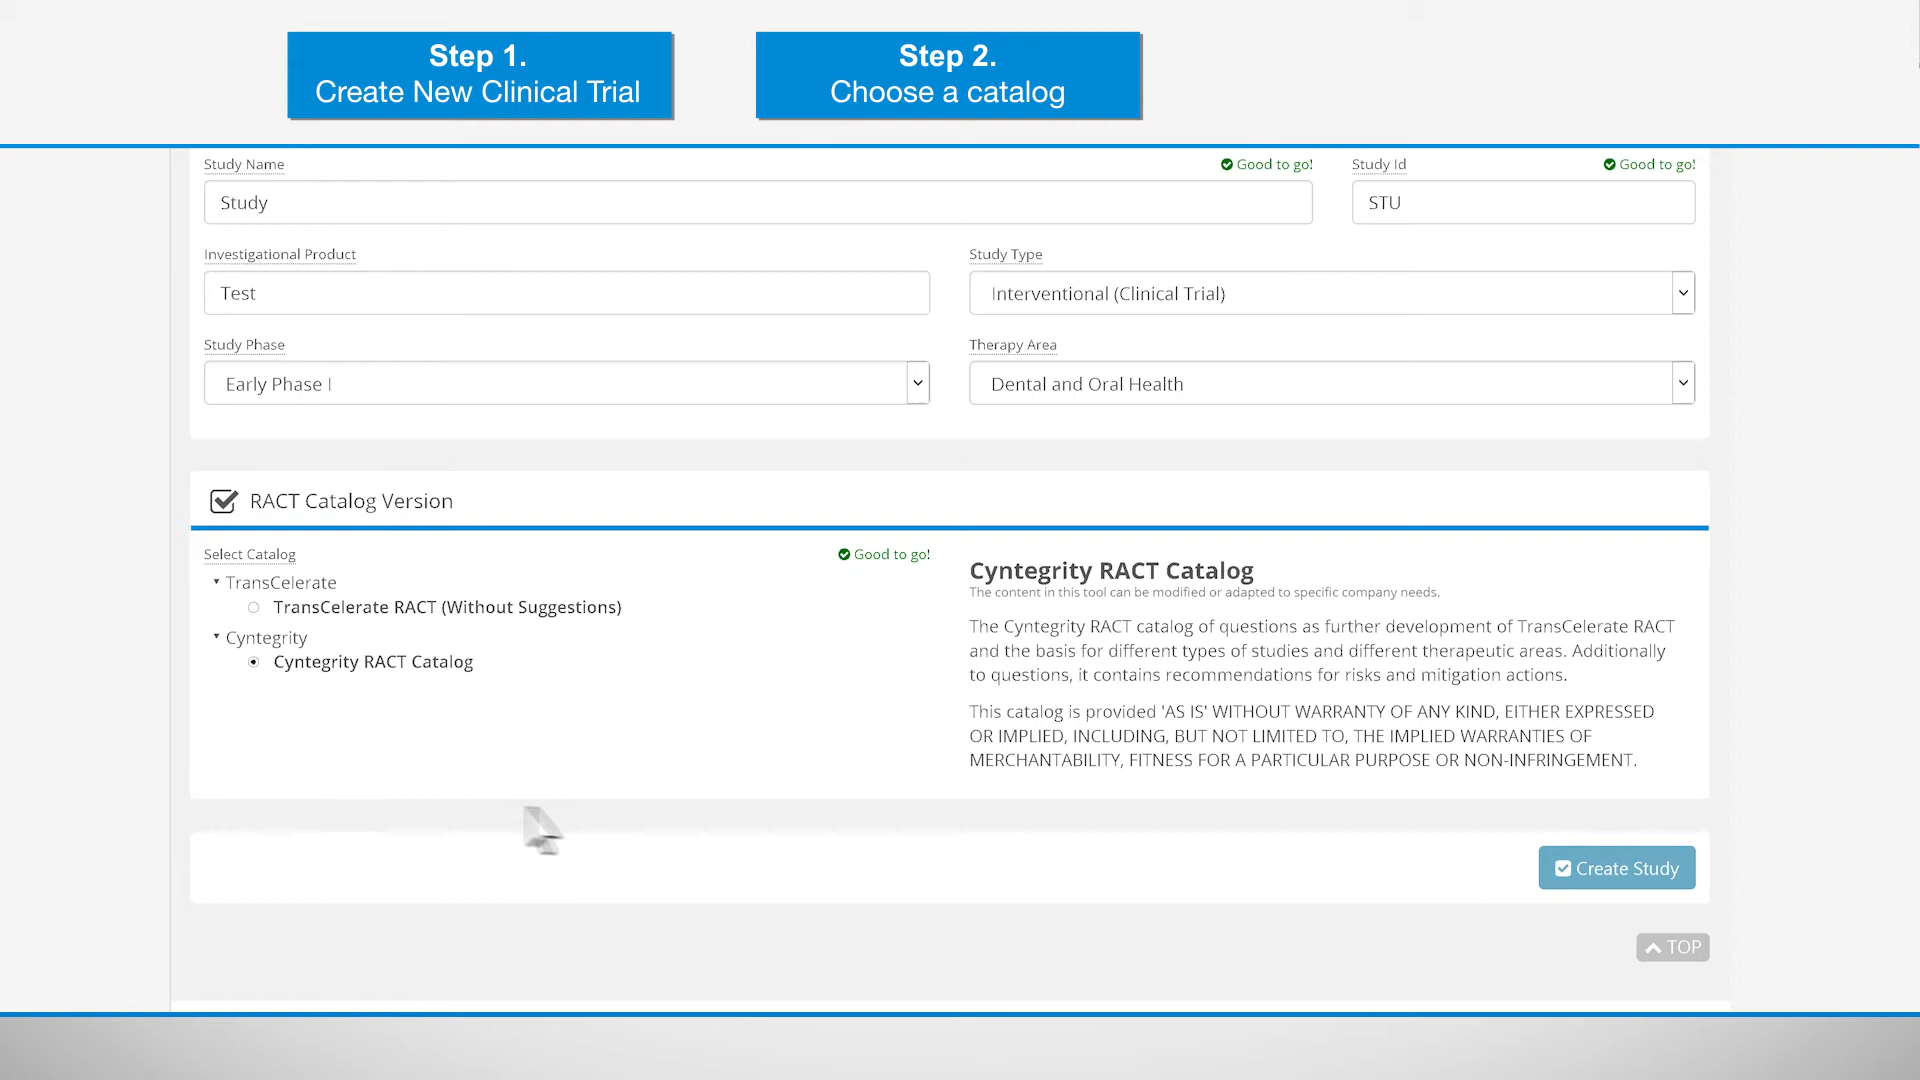 Step 1.
Create New Clinical Trial
Step 2.
Choose a catalog
Study Name
Good to go!
Study Id
Good to go!
Study
STU
Investigational Product
Study Type
Test
Interventional (Clinical Trial)
Study Phase
Therapy Area
Early Phase I
Dental and Oral Health
RACT Catalog Version
Select Catalog
Good to go!
TransCelerate
TransCelerate RACT (Without Suggestions)
Cyntegrity
Cyntegrity RACT Catalog
Cyntegrity RACT Catalog
The content in this tool can be modified or adapted to specific company needs.
The Cyntegrity RACT catalog of questions as further development of TransCelerate RACT
and the basis for different types of studies and different therapeutic areas. Additionally
to questions, it contains recommendations for risks and mitigation actions.
This catalog is provided 'AS IS' WITHOUT WARRANTY OF ANY KIND, EITHER EXPRESSED
OR IMPLIED, INCLUDING, BUT NOT LIMITED TO, THE IMPLIED WARRANTIES OF
MERCHANTABILITY, FITNESS FOR A PARTICULAR PURPOSE OR NON-INFRINGEMENT.
Create Study
TOP